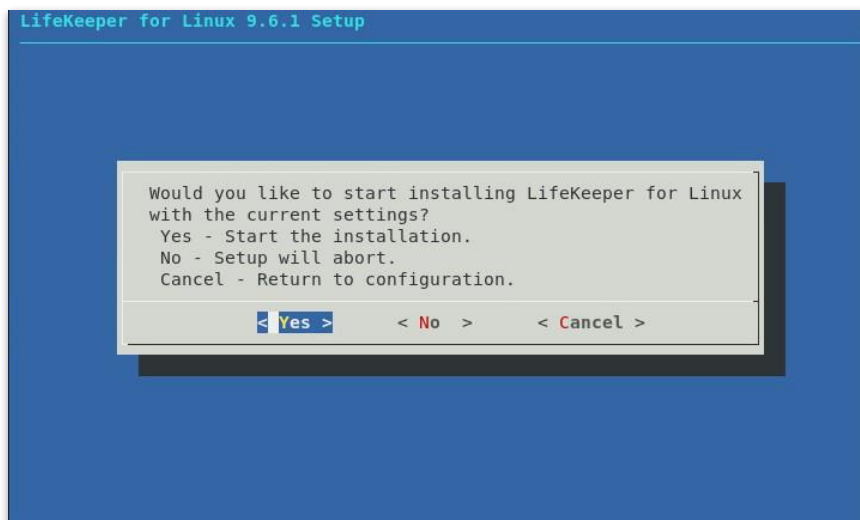 LifeKeeper for Linux 9.6.1 Setup
Would you like to start installing LifeKeeper for Linux
with the current settings?
Yes - Start the installation.
No - Setup will abort.
Cancel - Return to configuration.
< Yes > < No > < Cancel >